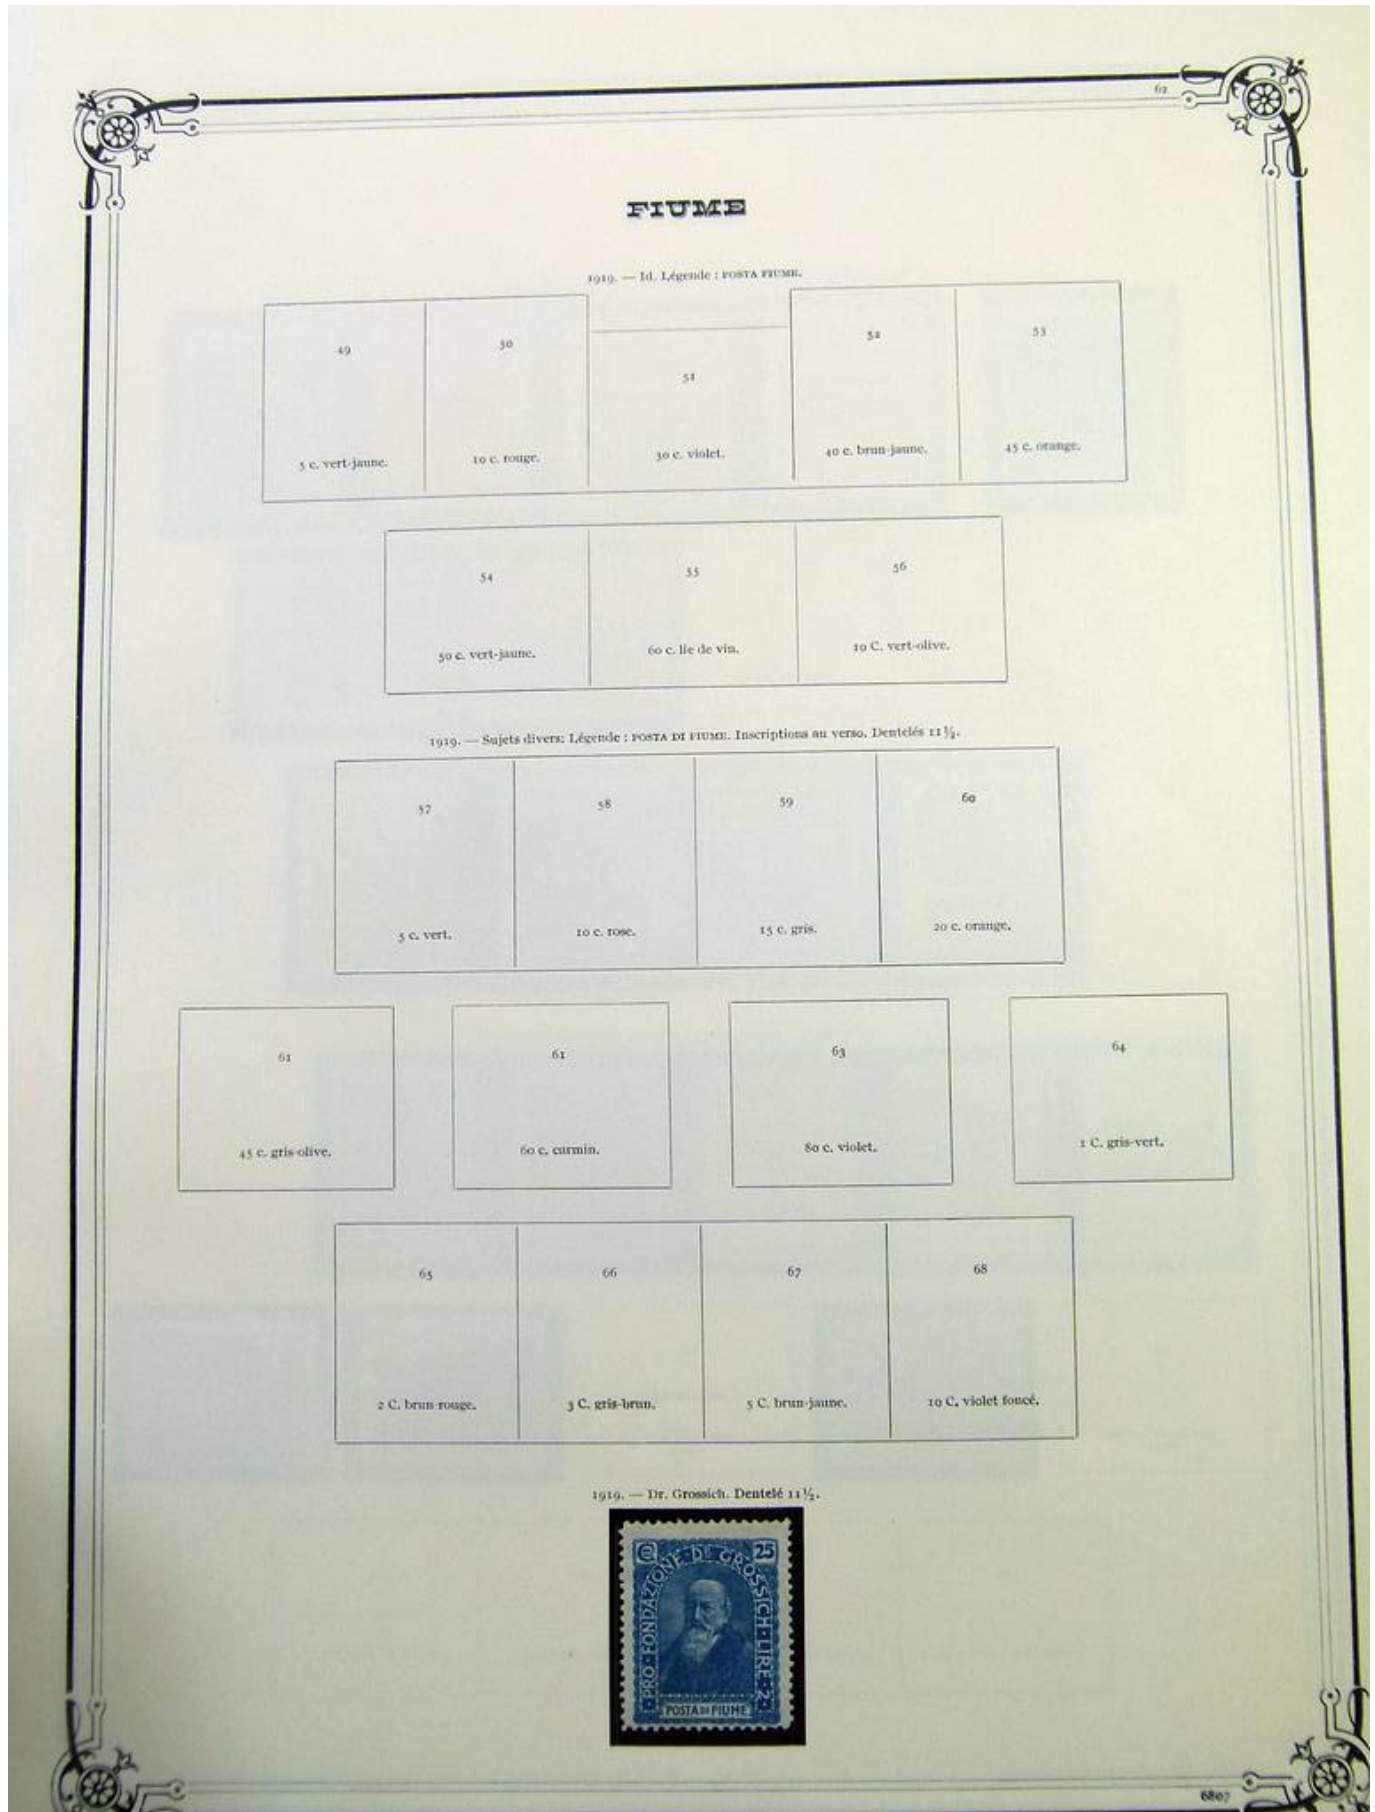 62
FIUME
1919. — Id. Légende : POSTA FIUME.
49 50 51 52 53
5 c. vert-jaune. 10 c. rouge. 30 c. violet. 40 c. brun-jaune. 45 c. orange.
54 55 56
50 c. vert-jaune. 60 c. lie de vin. 10 C. vert-olive.
1919. — Sujets divers: Légende : POSTA DI FIUME. Inscriptions au verso. Dentelés 11½.
57 58 59 60
5 c. vert. 10 c. rose. 15 c. gris. 20 c. orange.
61 61 63 64
45 c. gris-olive. 60 c. carmin. 80 c. violet. 1 C. gris-vert.
65 66 67 68
2 C. brun-rouge. 3 C. gris-brun. 5 C. brun-jaune. 10 C. violet foncé.
1919. — Dr. Grossich. Dentelé 11½.
C 25
PRO·FONDAZIONE·Dr GROSSICH·LIRE·2·
POSTA DI FIUME
6807